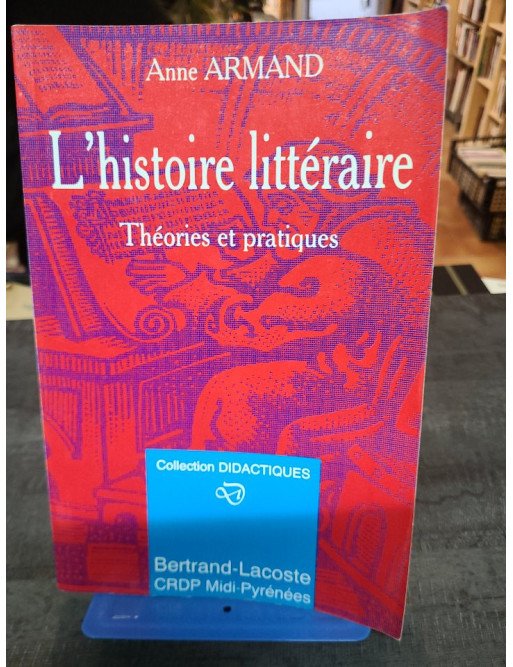 Anne ARMAND
L'histoire littéraire
Théories et pratiques
Collection DIDACTIQUES
Bertrand-Lacoste
CRDP Midi-Pyrénées